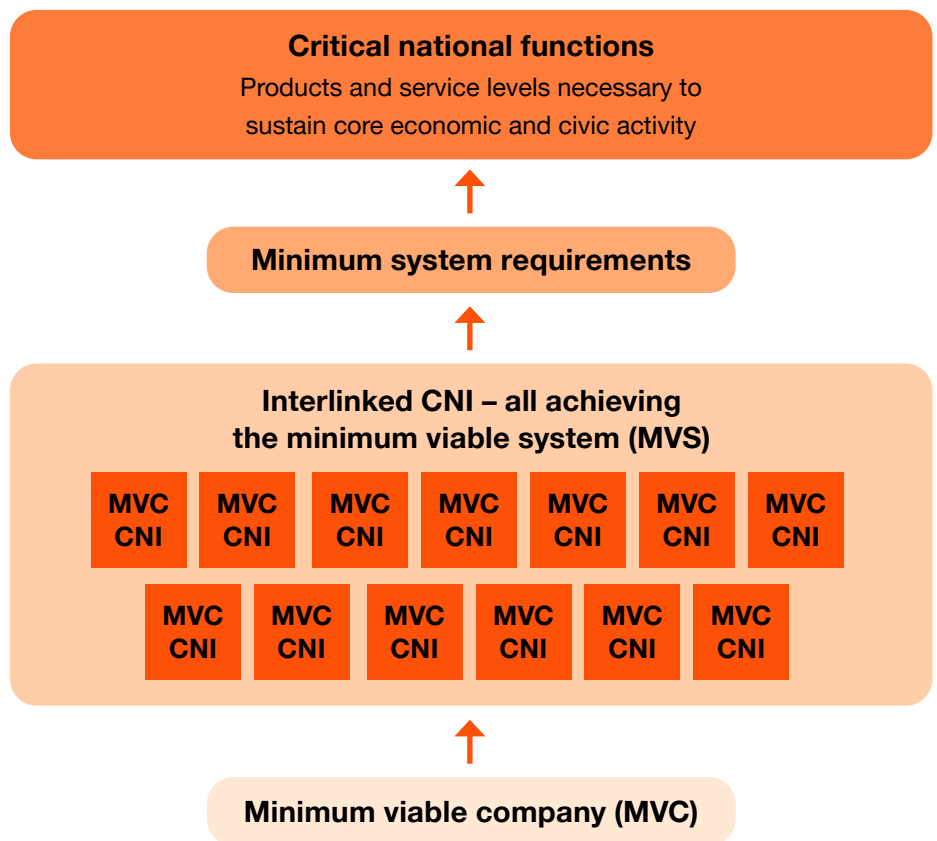 Critical national functions
Products and service levels necessary to
sustain core economic and civic activity
Minimum system requirements
Interlinked CNI – all achieving
the minimum viable system (MVS)
MVC MVC MVC MVC MVC MVC MVC
CNI CNI CNI CNI CNI CNI CNI
MVC MVC MVC MVC MVC MVC
CNI CNI CNI CNI CNI CNI
Minimum viable company (MVC)